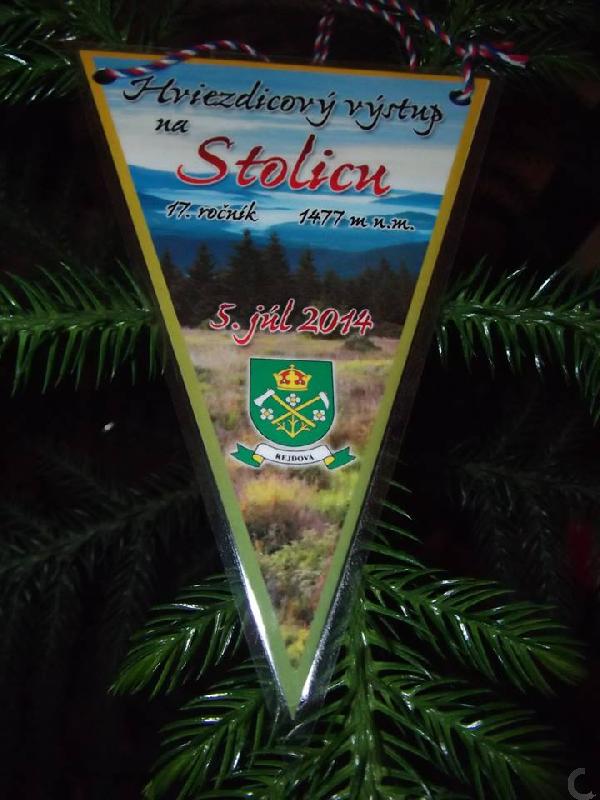 Hviezdicový výstup
na
Stolicu
17. ročník 1477 m n.m.
5. júl 2014
REJDOVÁ